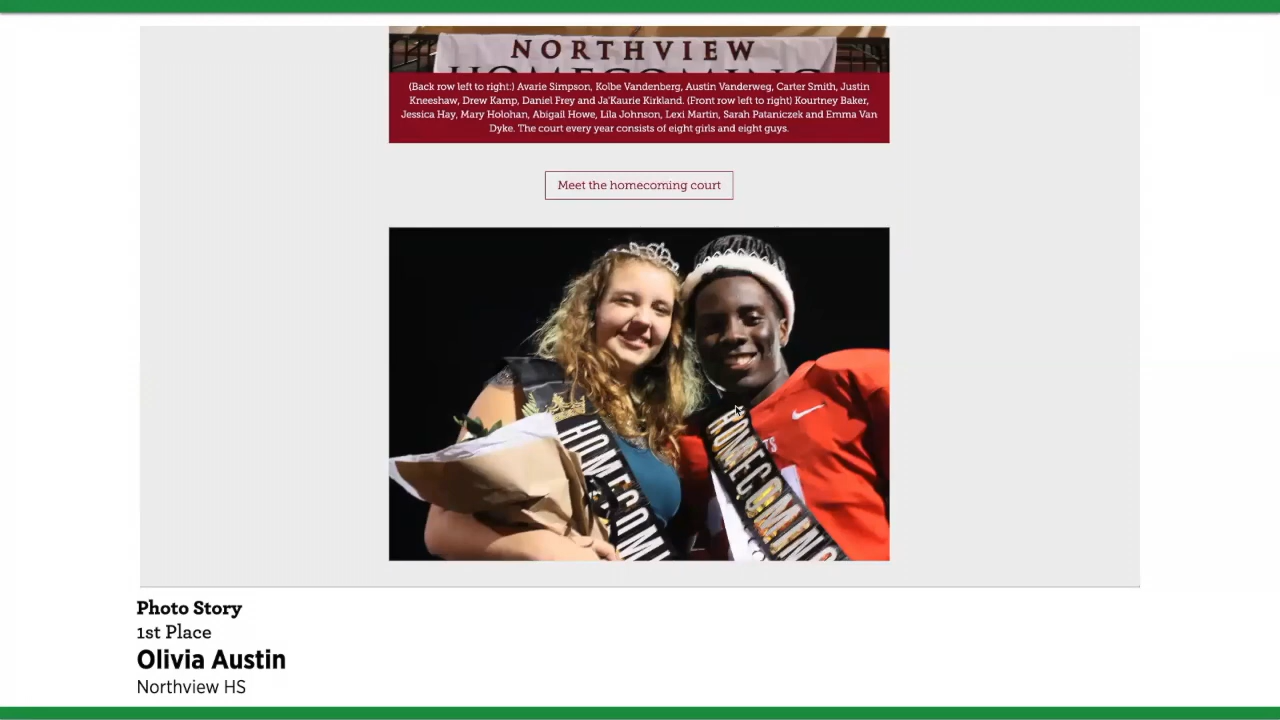 NORTHVIEW
HOMECOMING
(Back row left to right:) Avarie Simpson, Kolbe Vandenberg, Austin Vanderweg, Carter Smith, Justin
Kneeshaw, Drew Kamp, Daniel Frey and Ja'Kaurie Kirkland. (Front row left to right) Kourtney Baker,
Jessica Hay, Mary Holohan, Abigail Howe, Lila Johnson, Lexi Martin, Sarah Pataniczek and Emma Van
Dyke. The court every year consists of eight girls and eight guys.
Meet the homecoming court
HOMECOMI
HOMECOMING
TS
Photo Story
1st Place
Olivia Austin
Northview HS